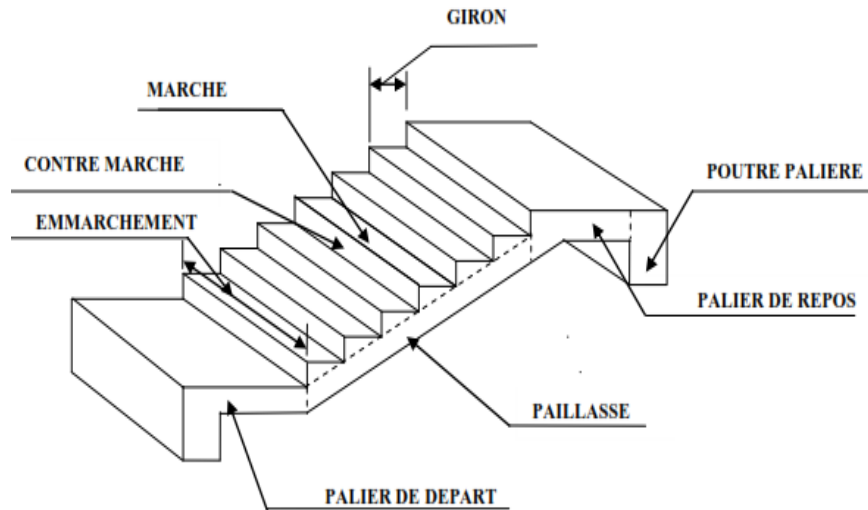 GIRON
MARCHE
CONTRE MARCHE
POUTRE PALIERE
EMMARCHEMENT
PALIER DE REPOS
PAILLASSE
PALIER DE DEPART